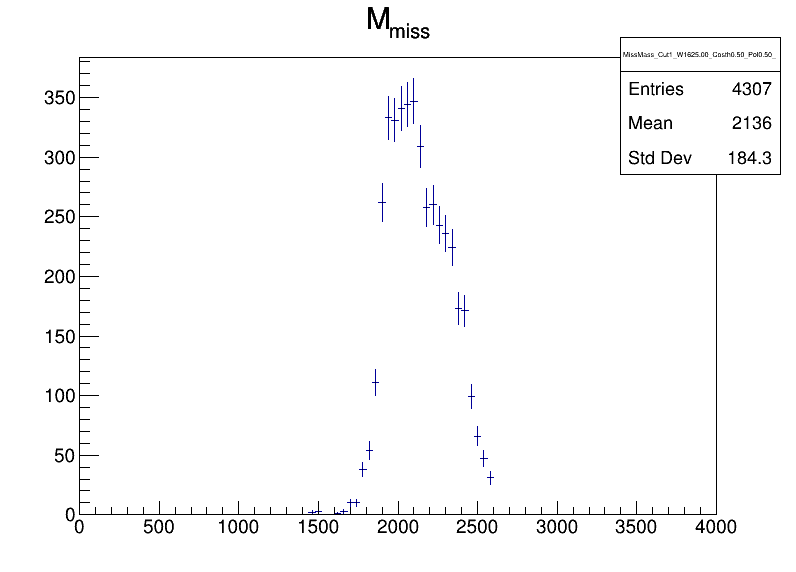 M_miss
MissMass_Cut1_W1625.00_Costh0.50_Pol0.50_
Entries 4307
Mean 2136
Std Dev 184.3
350
300
250
200
150
100
50
0
0 500 1000 1500 2000 2500 3000 3500 4000